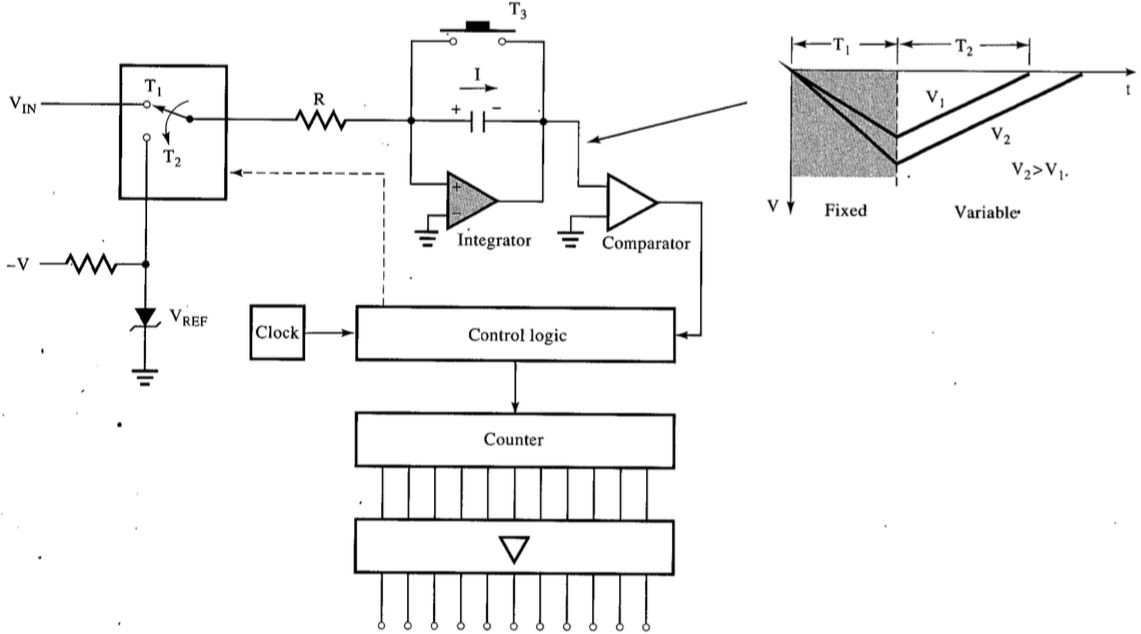 T3
T1
T2
T1
I
VIN
R
+ −
V1
T2
+
−
V2
V2>V1.
t
V
Fixed
Variable
Integrator
Comparator
−V
VREF
Clock
Control logic
Counter